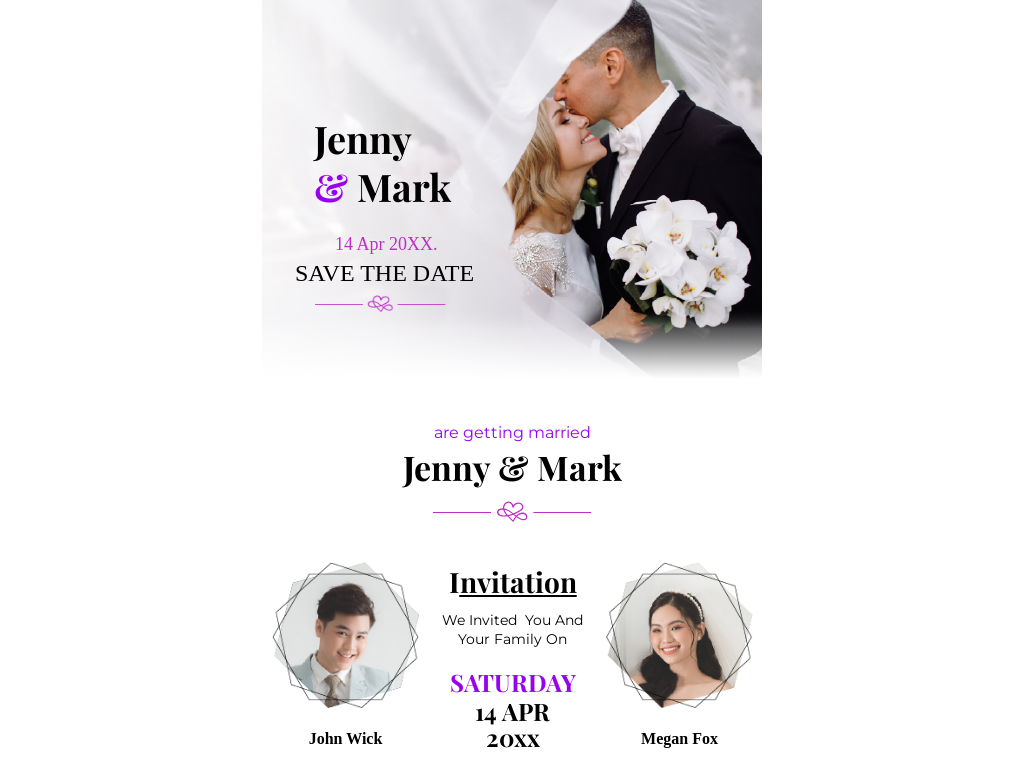 Jenny
& Mark
14 Apr 20XX.
SAVE THE DATE
are getting married
Jenny & Mark
Invitation
We Invited You And
Your Family On
SATURDAY
14 APR
20xx
John Wick
Megan Fox